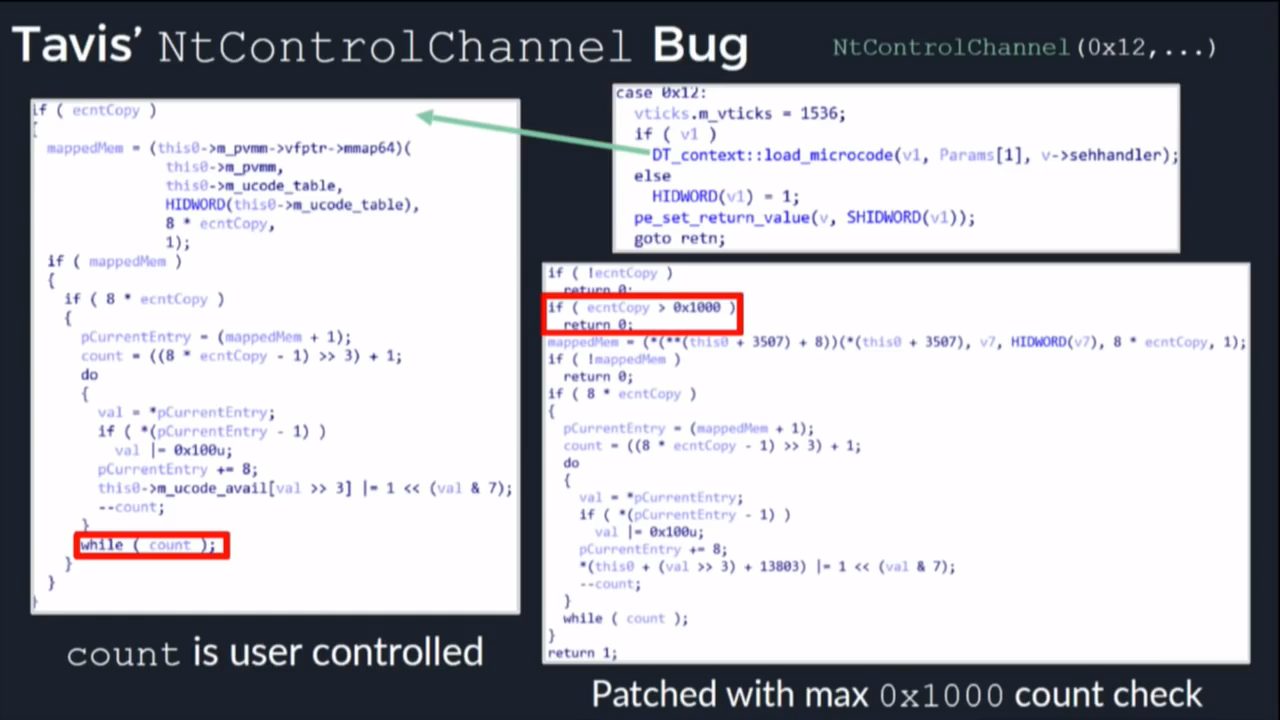 Tavis' NtControlChannel Bug
NtControlChannel(0x12,...)
if ( ecntCopy )
{
mappedMem = (this0->m_pvmm->vfptr->mmap64)(
this0->m_pvmm,
this0->m_ucode_table,
HIDWORD(this0->m_ucode_table),
8 * ecntCopy,
1);
if ( mappedMem )
{
if ( 8 * ecntCopy )
{
pCurrentEntry = (mappedMem + 1);
count = ((8 * ecntCopy - 1) >> 3) + 1;
do
{
val = *pCurrentEntry;
if ( *(pCurrentEntry - 1) )
val |= 0x100u;
pCurrentEntry += 8;
this0->m_ucode_avail[val >> 3] |= 1 << (val & 7);
--count;
}
while ( count );
}
}
}
count is user controlled
case 0x12:
vticks.m_vticks = 1536;
if ( v1 )
DT_context::load_microcode(v1, Params[1], v->sehhandler);
else
HIDWORD(v1) = 1;
pe_set_return_value(v, SHIDWORD(v1));
goto retn;
if ( !ecntCopy )
return 0;
if ( ecntCopy > 0x1000 )
return 0;
mappedMem = (*(**(this0 + 3507) + 8))(*(this0 + 3507), v7, HIDWORD(v7), 8 * ecntCopy, 1);
if ( !mappedMem )
return 0;
if ( 8 * ecntCopy )
{
pCurrentEntry = (mappedMem + 1);
count = ((8 * ecntCopy - 1) >> 3) + 1;
do
{
val = *pCurrentEntry;
if ( *(pCurrentEntry - 1) )
val |= 0x100u;
pCurrentEntry += 8;
*(this0 + (val >> 3) + 13803) |= 1 << (val & 7);
--count;
}
while ( count );
}
return 1;
Patched with max 0x1000 count check